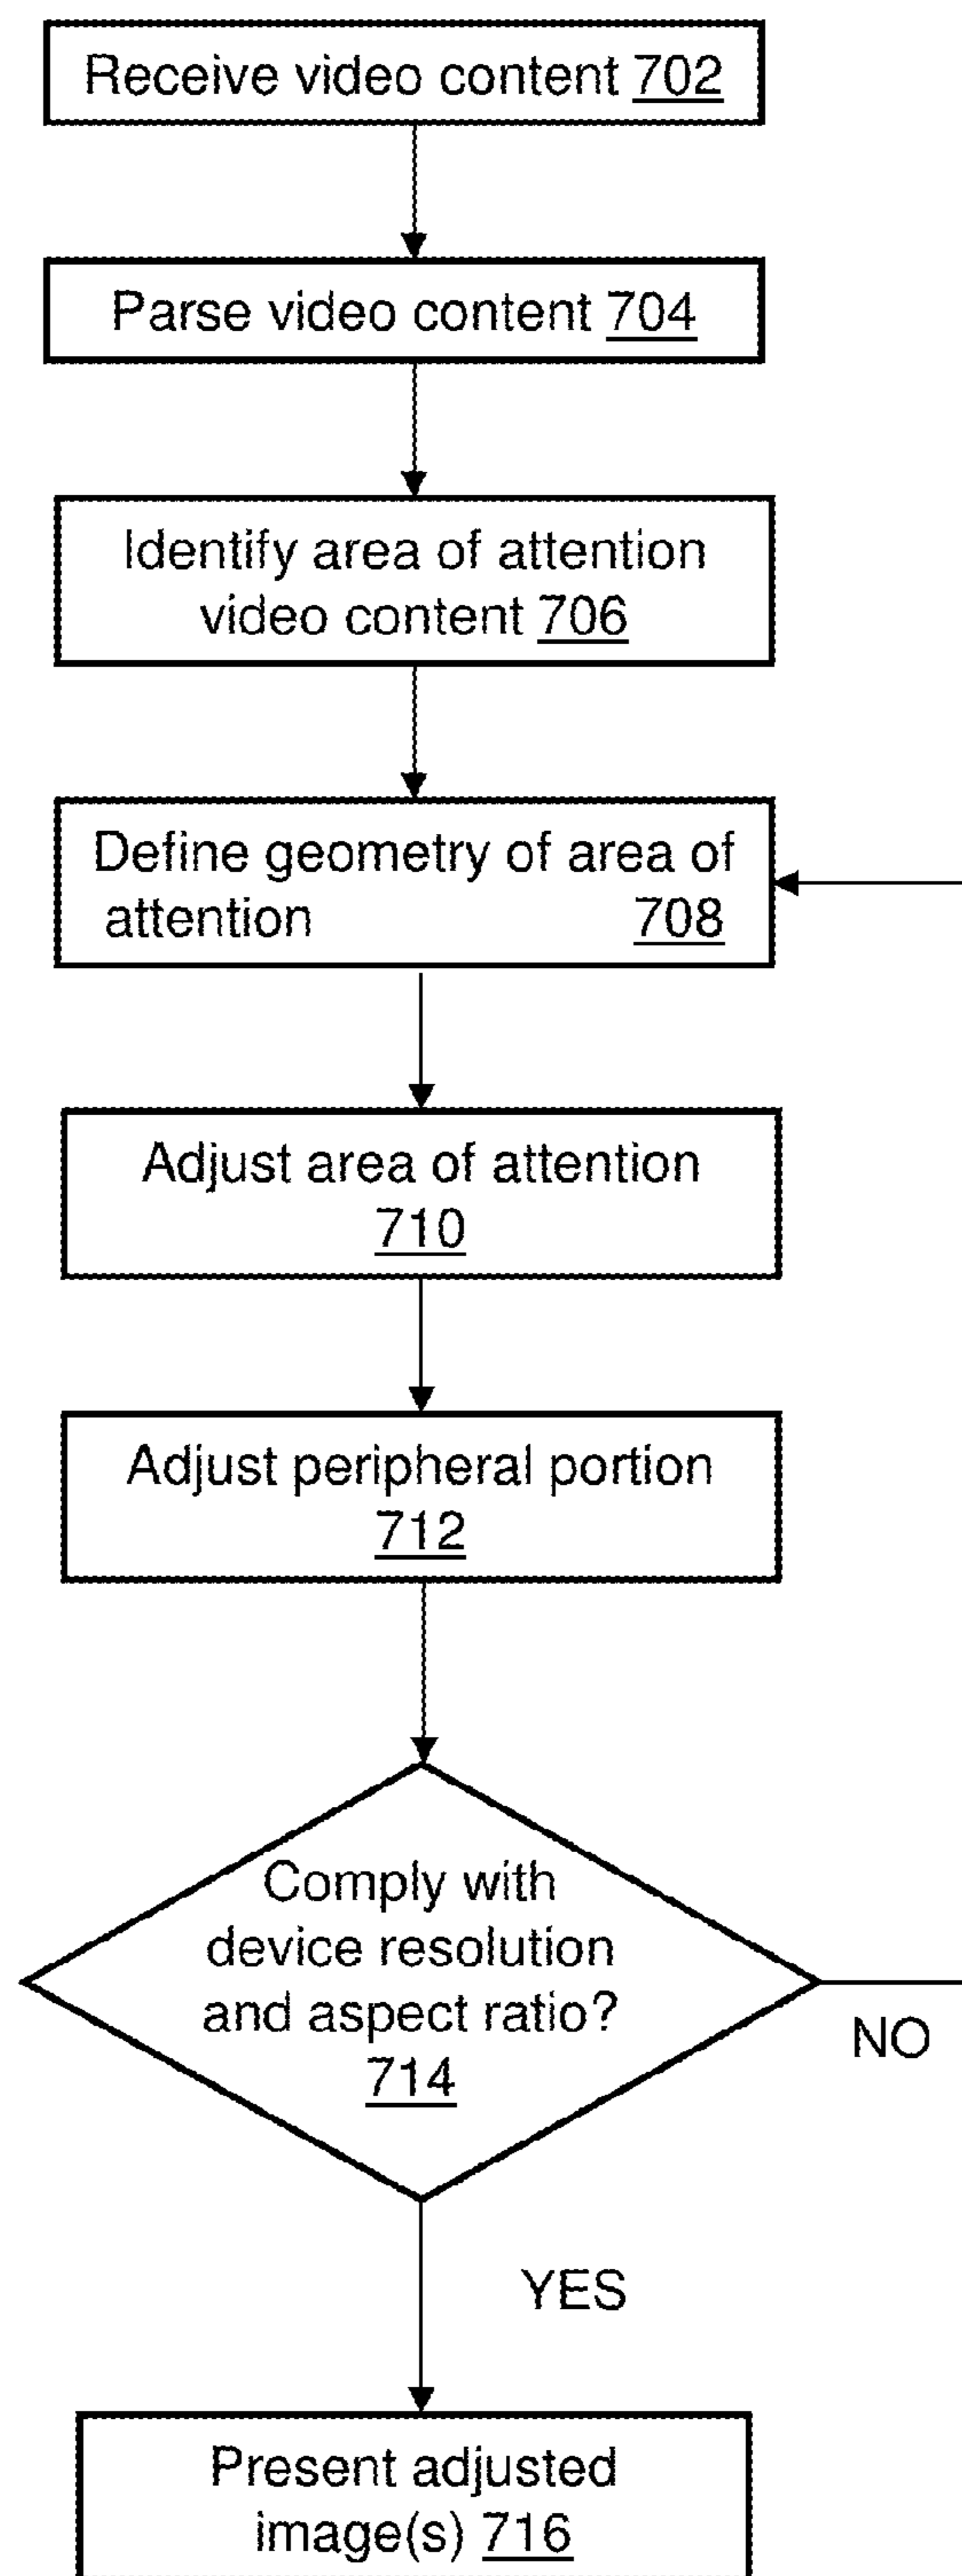 Receive video content 702
Parse video content 704
Identify area of attention
video content 706
Define geometry of area of
attention 708
Adjust area of attention
710
Adjust peripheral portion
712
Comply with
device resolution
and aspect ratio?
714
NO
YES
Present adjusted
image(s) 716